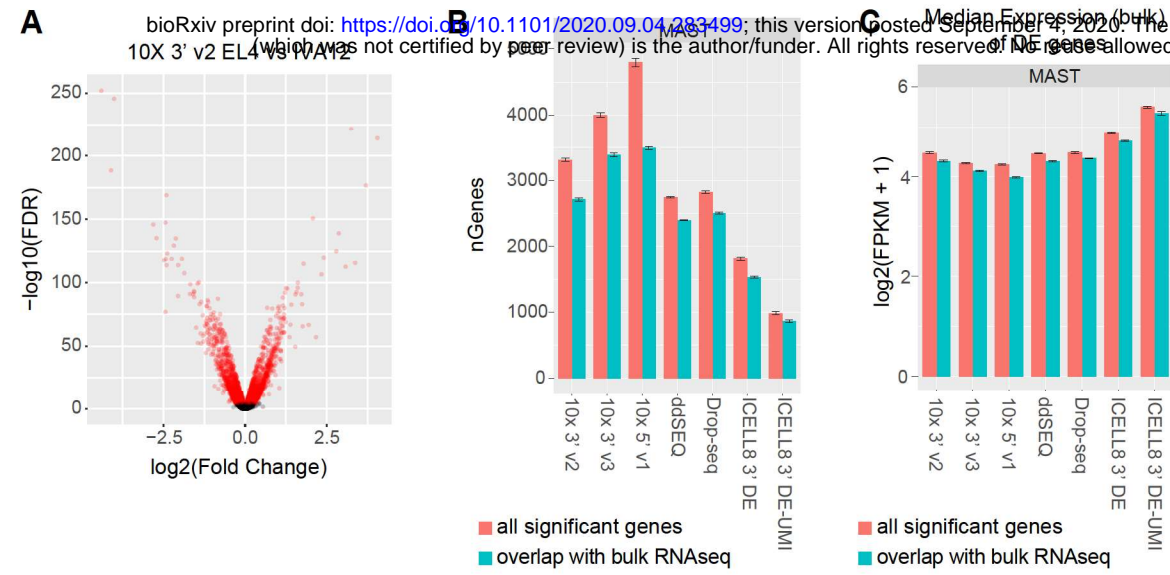 bioRxiv preprint doi: https://doi.org/10.1101/2020.09.04.283499; this version posted September 4, 2020. The
(which was not certified by peer review) is the author/funder. All rights reserved. No reuse allowed
A
10X 3' v2 EL4 vs IVA12
−log10(FDR)
250
200
150
100
50
0
−2.5 0.0 2.5
log2(Fold Change)
B
MAST
nGenes
5000
4000
3000
2000
1000
0
10x 3' v2
10x 3' v3
10x 5' v1
ddSEQ
Drop-seq
ICELL8 3' DE
ICELL8 3' DE-UMI
all significant genes
overlap with bulk RNAseq
C
Median Expression (bulk)
of DE genes
MAST
log2(FPKM + 1)
6
4
2
0
10x 3' v2
10x 3' v3
10x 5' v1
ddSEQ
Drop-seq
ICELL8 3' DE
ICELL8 3' DE-UMI
all significant genes
overlap with bulk RNAseq